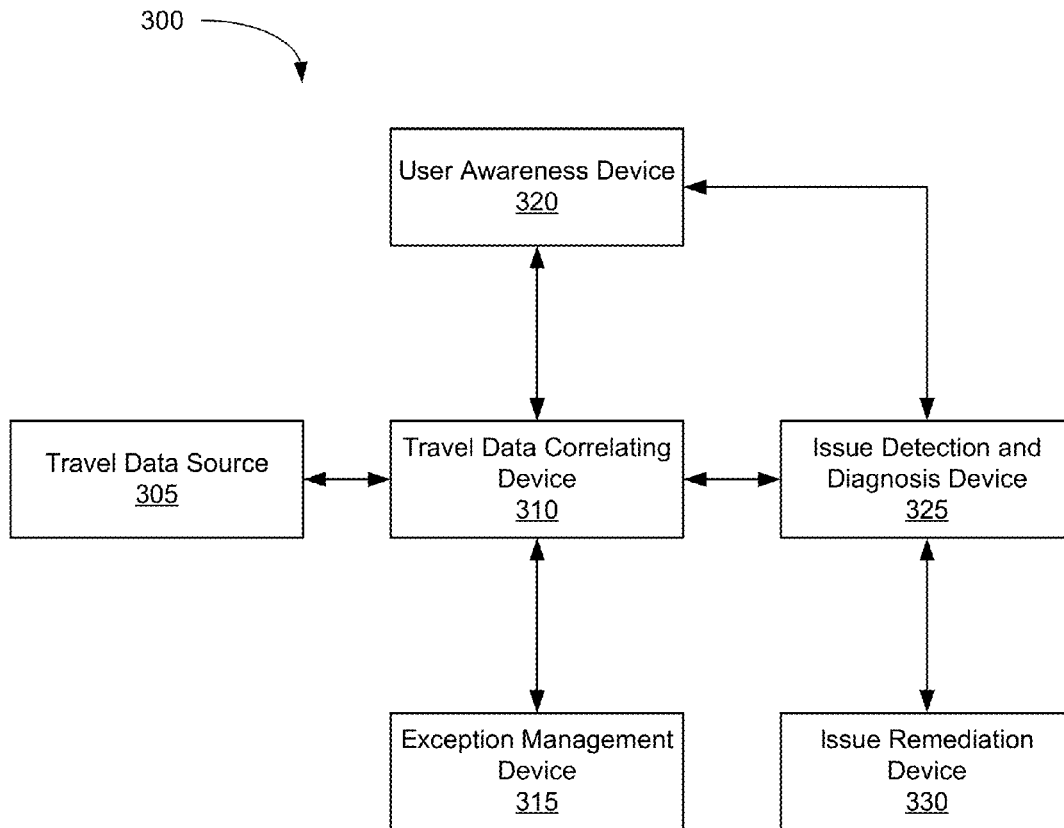 300
User Awareness Device
320
Travel Data Source
305
Travel Data Correlating
Device
310
Issue Detection and
Diagnosis Device
325
Exception Management
Device
315
Issue Remediation
Device
330